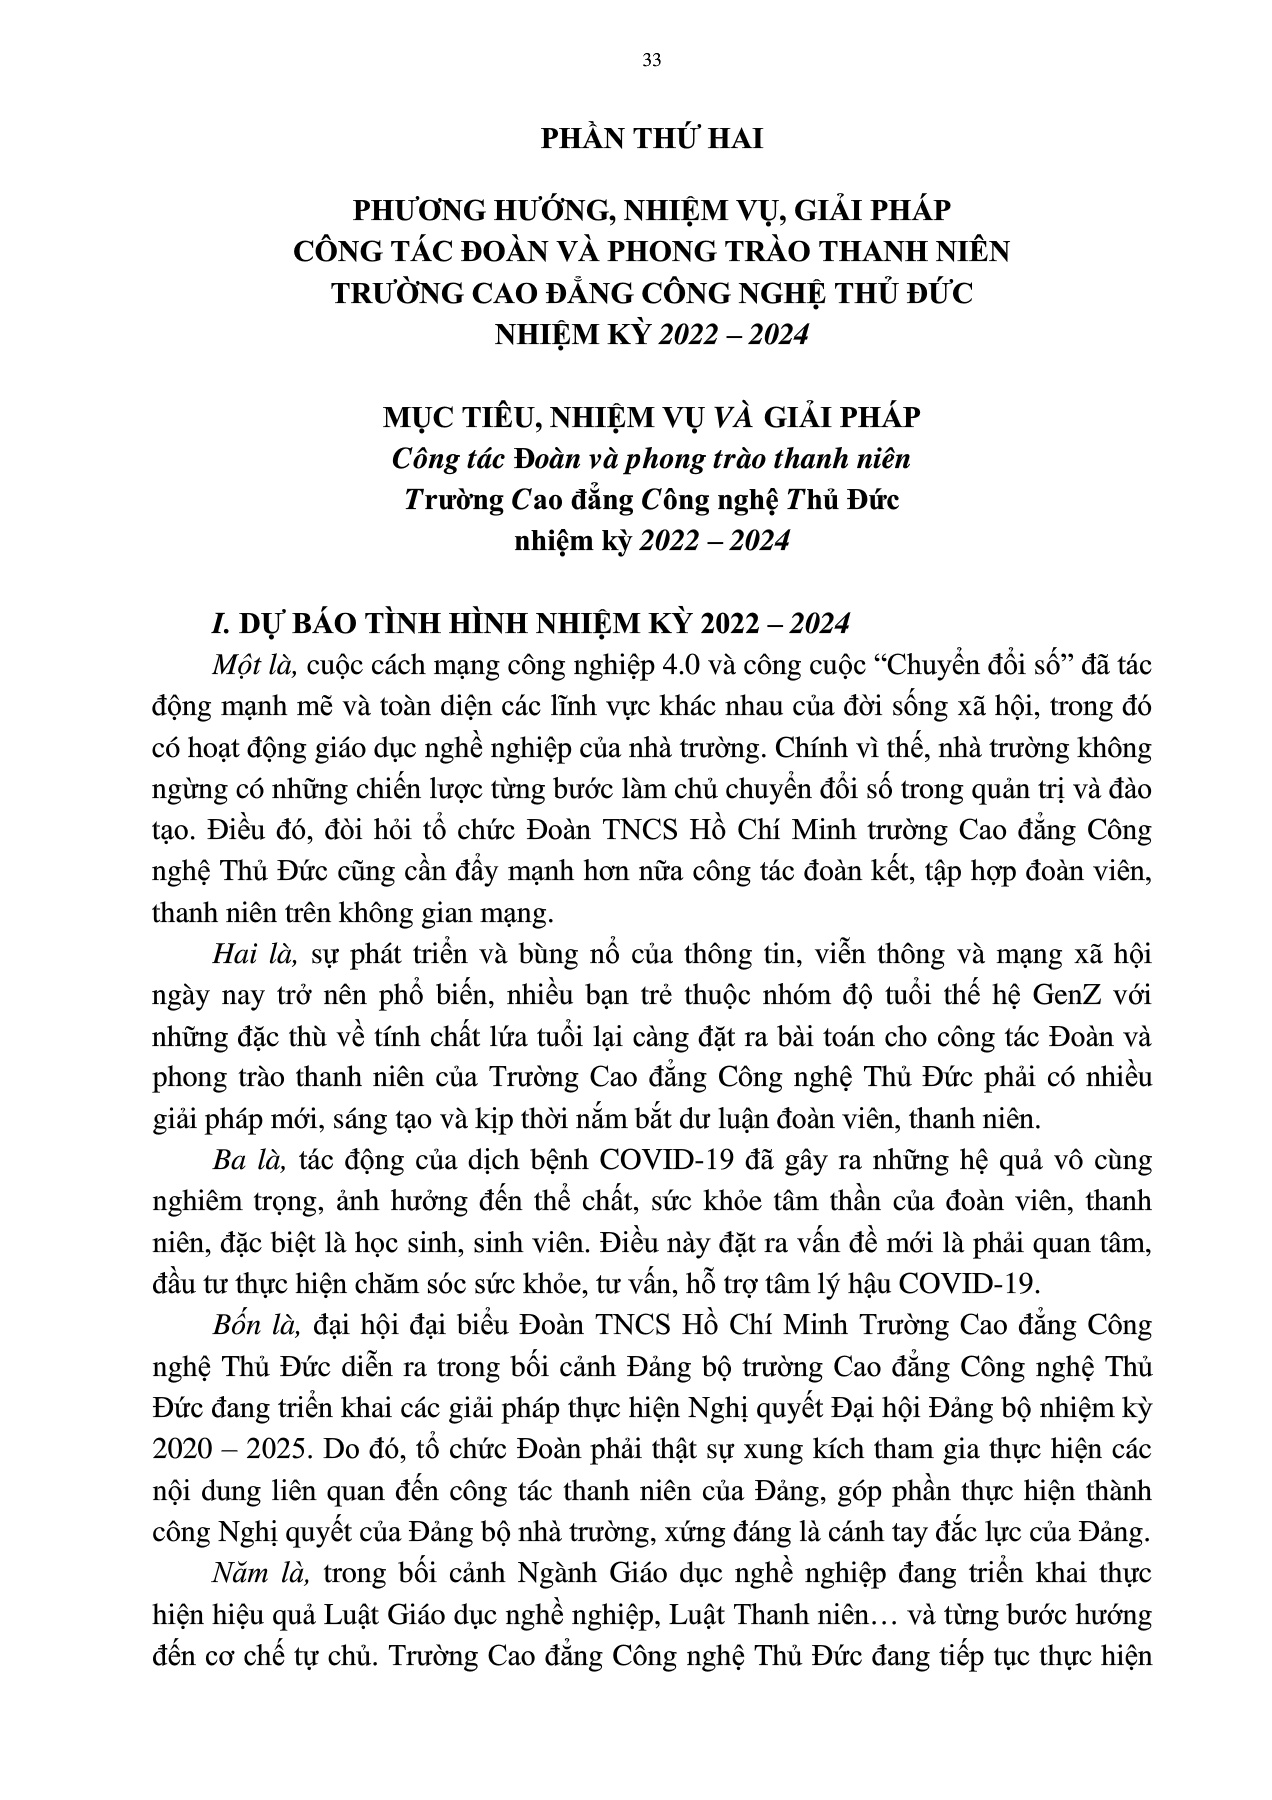 33
PHẦN THỨ HAI
PHƯƠNG HƯỚNG, NHIỆM VỤ, GIẢI PHÁP
CÔNG TÁC ĐOÀN VÀ PHONG TRÀO THANH NIÊN
TRƯỜNG CAO ĐẲNG CÔNG NGHỆ THỦ ĐỨC
NHIỆM KỲ 2022 – 2024
MỤC TIÊU, NHIỆM VỤ VÀ GIẢI PHÁP
Công tác Đoàn và phong trào thanh niên
Trường Cao đẳng Công nghệ Thủ Đức
nhiệm kỳ 2022 – 2024
I. DỰ BÁO TÌNH HÌNH NHIỆM KỲ 2022 – 2024
Một là, cuộc cách mạng công nghiệp 4.0 và công cuộc “Chuyển đổi số” đã tác
động mạnh mẽ và toàn diện các lĩnh vực khác nhau của đời sống xã hội, trong đó
có hoạt động giáo dục nghề nghiệp của nhà trường. Chính vì thế, nhà trường không
ngừng có những chiến lược từng bước làm chủ chuyển đổi số trong quản trị và đào
tạo. Điều đó, đòi hỏi tổ chức Đoàn TNCS Hồ Chí Minh trường Cao đẳng Công
nghệ Thủ Đức cũng cần đẩy mạnh hơn nữa công tác đoàn kết, tập hợp đoàn viên,
thanh niên trên không gian mạng.
Hai là, sự phát triển và bùng nổ của thông tin, viễn thông và mạng xã hội
ngày nay trở nên phổ biến, nhiều bạn trẻ thuộc nhóm độ tuổi thế hệ GenZ với
những đặc thù về tính chất lứa tuổi lại càng đặt ra bài toán cho công tác Đoàn và
phong trào thanh niên của Trường Cao đẳng Công nghệ Thủ Đức phải có nhiều
giải pháp mới, sáng tạo và kịp thời nắm bắt dư luận đoàn viên, thanh niên.
Ba là, tác động của dịch bệnh COVID-19 đã gây ra những hệ quả vô cùng
nghiêm trọng, ảnh hưởng đến thể chất, sức khỏe tâm thần của đoàn viên, thanh
niên, đặc biệt là học sinh, sinh viên. Điều này đặt ra vấn đề mới là phải quan tâm,
đầu tư thực hiện chăm sóc sức khỏe, tư vấn, hỗ trợ tâm lý hậu COVID-19.
Bốn là, đại hội đại biểu Đoàn TNCS Hồ Chí Minh Trường Cao đẳng Công
nghệ Thủ Đức diễn ra trong bối cảnh Đảng bộ trường Cao đẳng Công nghệ Thủ
Đức đang triển khai các giải pháp thực hiện Nghị quyết Đại hội Đảng bộ nhiệm kỳ
2020 – 2025. Do đó, tổ chức Đoàn phải thật sự xung kích tham gia thực hiện các
nội dung liên quan đến công tác thanh niên của Đảng, góp phần thực hiện thành
công Nghị quyết của Đảng bộ nhà trường, xứng đáng là cánh tay đắc lực của Đảng.
Năm là, trong bối cảnh Ngành Giáo dục nghề nghiệp đang triển khai thực
hiện hiệu quả Luật Giáo dục nghề nghiệp, Luật Thanh niên… và từng bước hướng
đến cơ chế tự chủ. Trường Cao đẳng Công nghệ Thủ Đức đang tiếp tục thực hiện